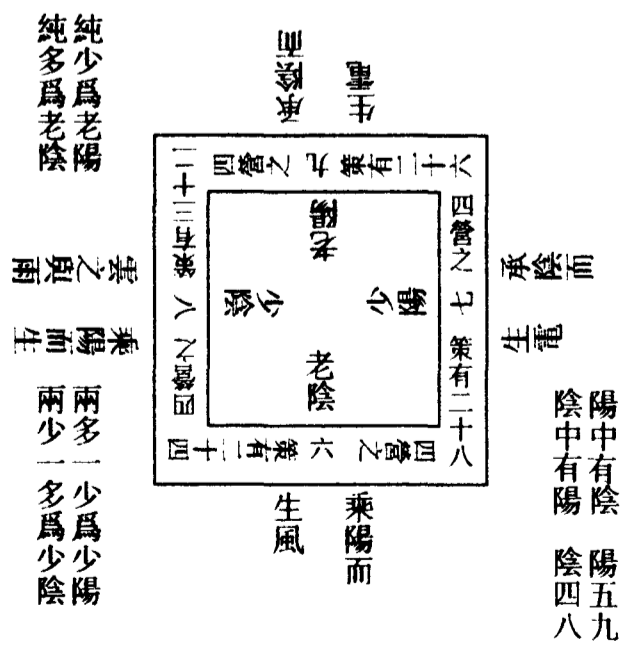 純少爲老陽
純多爲老陰
承陰而
生電
四營之九 策有三十六
四營之七 策有二十八
四營之六 策有二十四
四營之八 策有三十二
老陽
少陽
老陰
少陰
承陰而
生電
乘陽而
生風
乘陽而生
雲之與雨
兩多一少爲少陽
兩少一多爲少陰
陽中有陰 陽五九
陰中有陽 陰四八